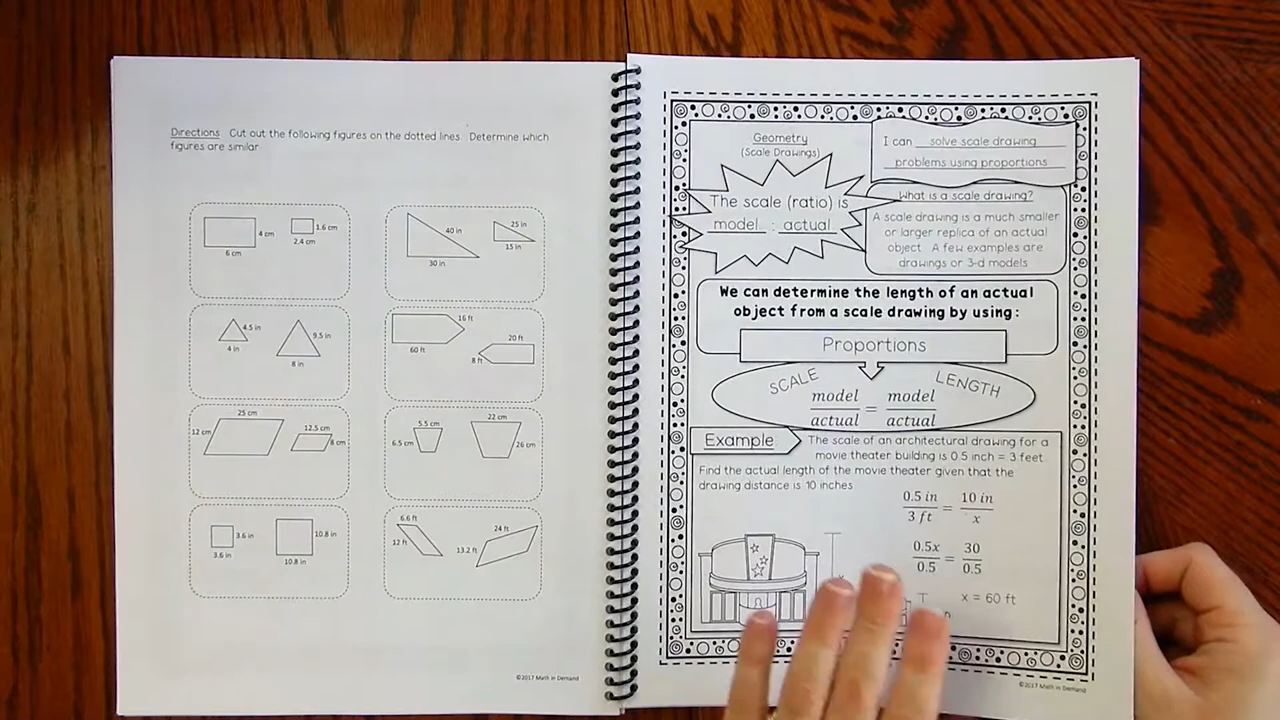 Directions Cut out the following figures on the dotted lines. Determine which
figures are similar
4 cm
6 cm
1.6 cm
2.4 cm
40 in
30 in
25 in
15 in
4.5 in
4 in
9.5 in
8 in
16 ft
60 ft
20 ft
8 ft
25 cm
12 cm
12.5 cm
8 cm
5.5 cm
6.5 cm
22 cm
26 cm
3.6 in
3.6 in
10.8 in
10.8 in
6.6 ft
12 ft
24 ft
13.2 ft
©2017 Math in Demand
Geometry
(Scale Drawings)
I can solve scale drawing
problems using proportions
The scale (ratio) is
model : actual
What is a scale drawing?
A scale drawing is a much smaller
or larger replica of an actual
object. A few examples are
drawings or 3-d models
We can determine the length of an actual
object from a scale drawing by using:
Proportions
SCALE
LENGTH
model = model
actual actual
Example
The scale of an architectural drawing for a
movie theater building is 0.5 inch = 3 feet
Find the actual length of the movie theater given that the
drawing distance is 10 inches
0.5 in = 10 in
3 ft x
0.5x = 30
0.5 0.5
x = 60 ft
©2017 Math in Demand